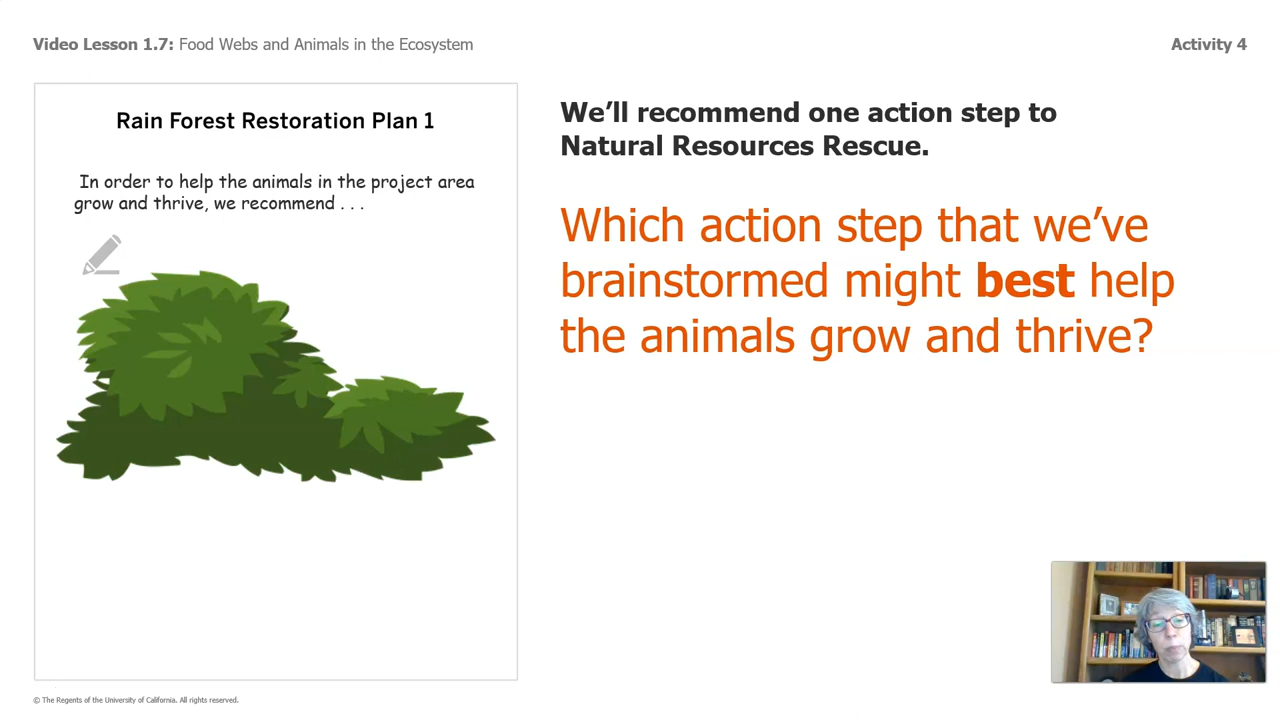 Video Lesson 1.7: Food Webs and Animals in the Ecosystem
Activity 4
Rain Forest Restoration Plan 1
In order to help the animals in the project area
grow and thrive, we recommend . . .
We’ll recommend one action step to
Natural Resources Rescue.
Which action step that we’ve
brainstormed might best help
the animals grow and thrive?
© The Regents of the University of California. All rights reserved.